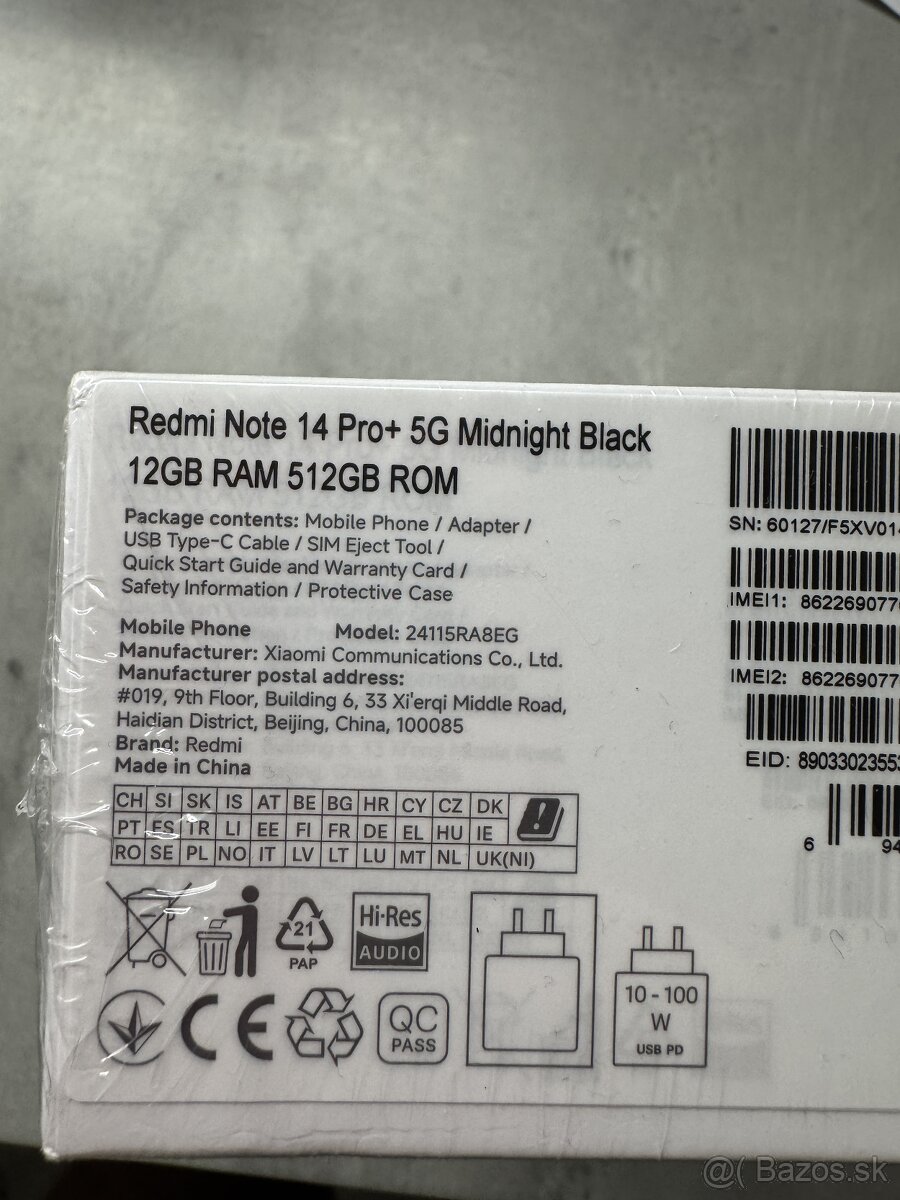 Redmi Note 14 Pro+ 5G Midnight Black
12GB RAM 512GB ROM
Package contents: Mobile Phone / Adapter /
USB Type-C Cable / SIM Eject Tool /
Quick Start Guide and Warranty Card /
Safety Information / Protective Case
Mobile Phone Model: 24115RA8EG
Manufacturer: Xiaomi Communications Co., Ltd.
Manufacturer postal address:
#019, 9th Floor, Building 6, 33 Xi'erqi Middle Road,
Haidian District, Beijing, China, 100085
Brand: Redmi
Made in China
CH SI SK IS AT BE BG HR CY CZ DK
PT ES TR LI EE FI FR DE EL HU IE
RO SE PL NO IT LV LT LU MT NL UK(NI)
21
PAP
Hi-Res
AUDIO
CE
QC
PASS
10 - 100
W
USB PD
SN: 60127/F5XV01
IMEI1: 862269077
IMEI2: 862269077
EID: 8903302355
6 94
@( Bazos.sk